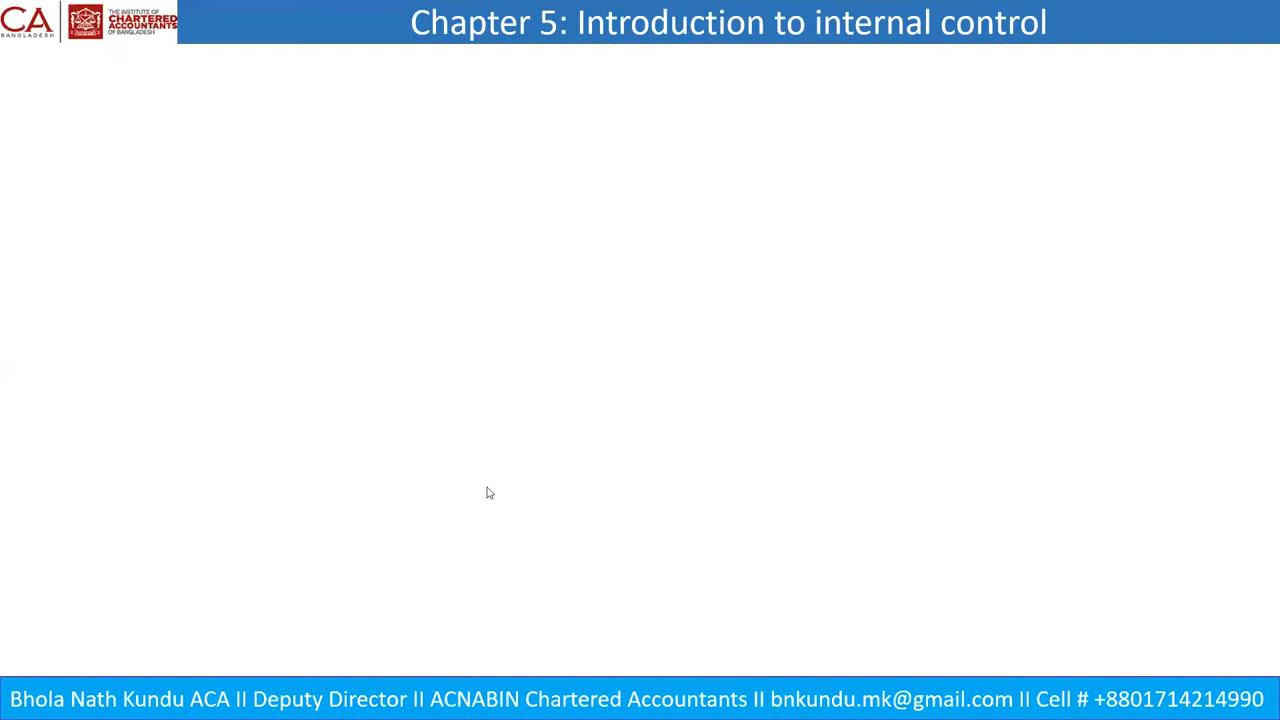 CA
BANGLADESH
THE INSTITUTE OF
CHARTERED
ACCOUNTANTS
OF BANGLADESH
Chapter 5: Introduction to internal control
Bhola Nath Kundu ACA II Deputy Director II ACNABIN Chartered Accountants II bnkundu.mk@gmail.com II Cell # +8801714214990